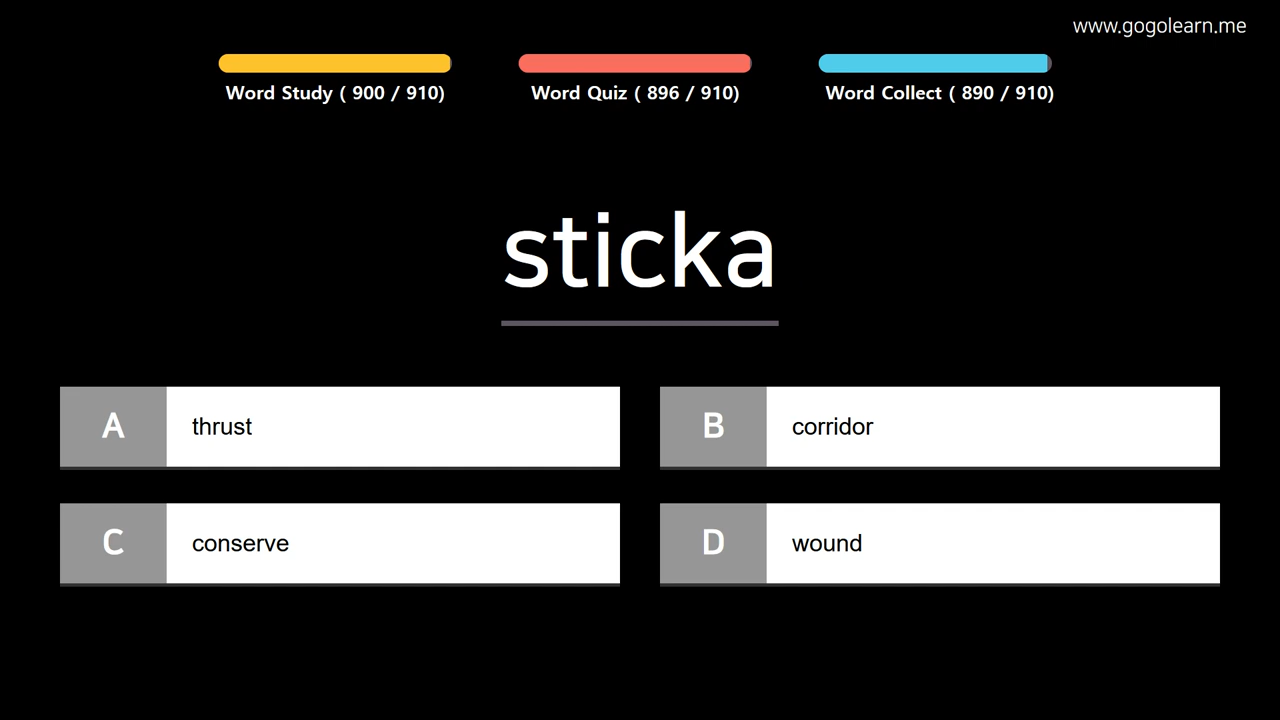 www.gogolearn.me
Word Study ( 900 / 910)
Word Quiz ( 896 / 910)
Word Collect ( 890 / 910)
sticka
A thrust
B corridor
C conserve
D wound